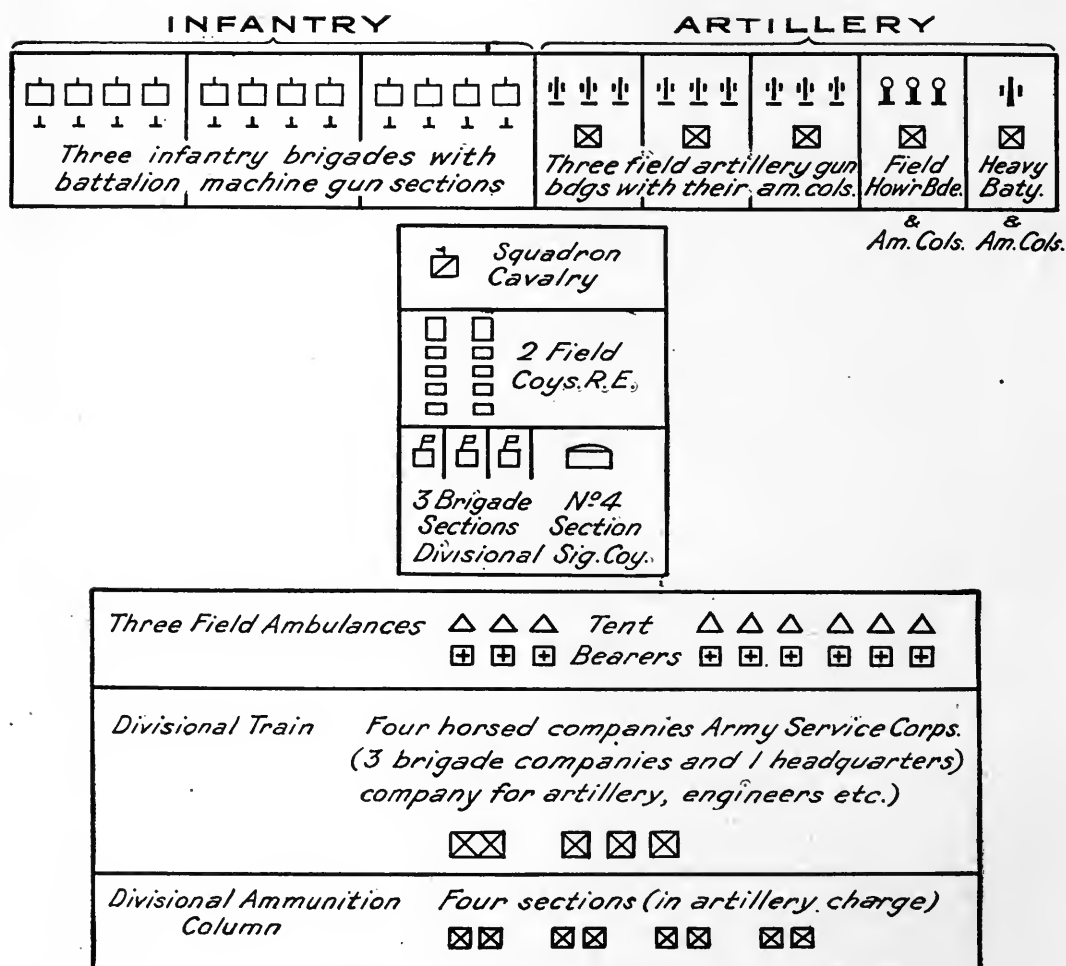 INFANTRY
ARTILLERY
Three infantry brigades with
battalion machine gun sections
Three field artillery gun
bdgs with their am. cols.
Field
How'r Bde.
&
Am. Cols.
Heavy
Baty.
&
Am. Cols.
Squadron
Cavalry
2 Field
Coys. R.E.
3 Brigade
Sections
Nº4
Section
Divisional Sig. Coy.
Three Field Ambulances
Tent
Bearers
Divisional Train
Four horsed companies Army Service Corps.
(3 brigade companies and 1 headquarters)
company for artillery, engineers etc.)
Divisional Ammunition
Column
Four sections (in artillery charge)